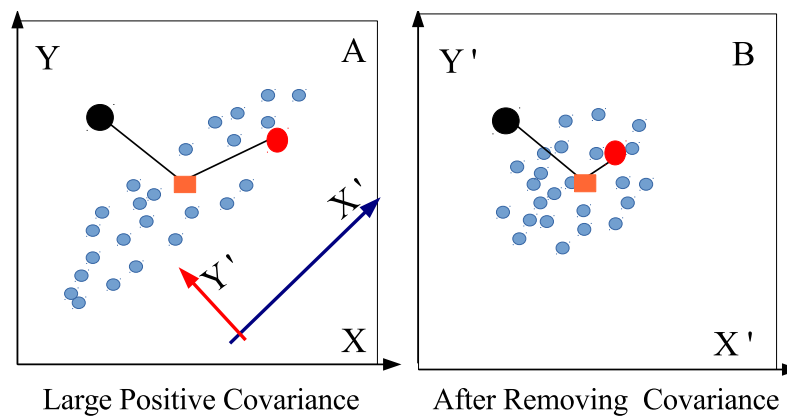 Y
A
X'
Y'
X
Large Positive Covariance
Y'
B
X'
After Removing Covariance